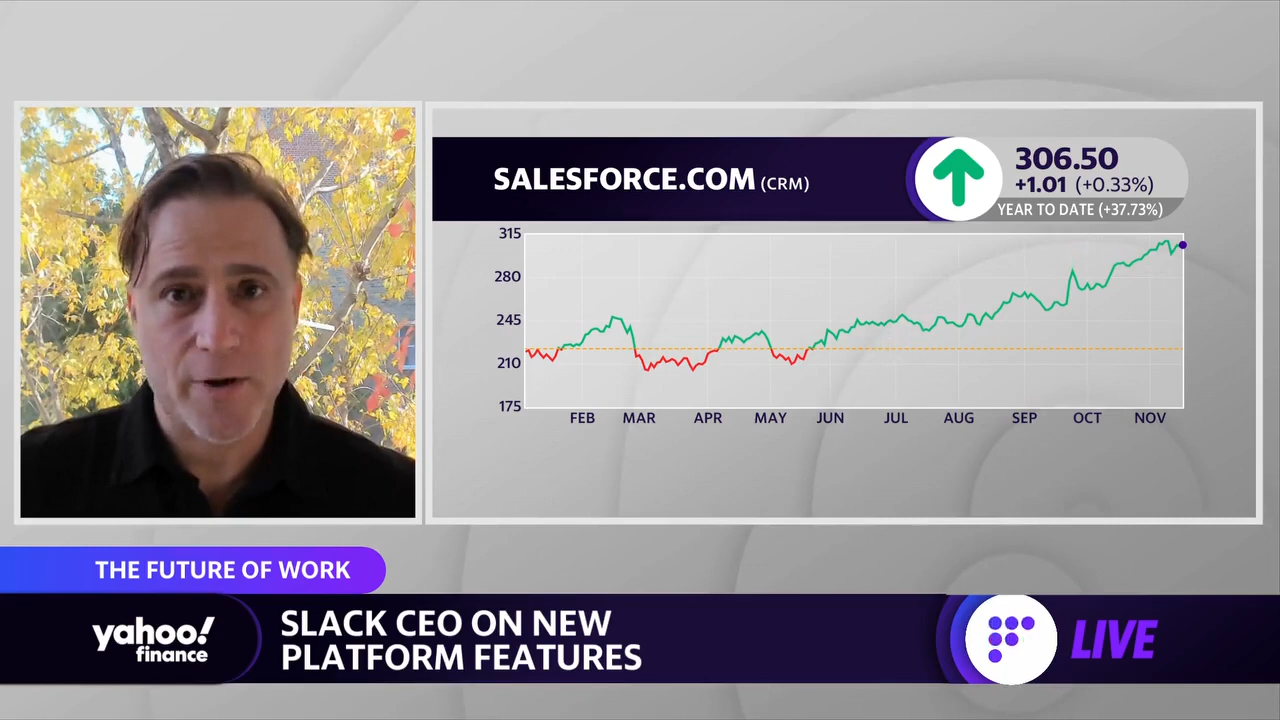 SALESFORCE.COM (CRM)
306.50
+1.01 (+0.33%)
YEAR TO DATE (+37.73%)
315
280
245
210
175
FEB MAR APR MAY JUN JUL AUG SEP OCT NOV
THE FUTURE OF WORK
yahoo!
finance
SLACK CEO ON NEW
PLATFORM FEATURES
LIVE